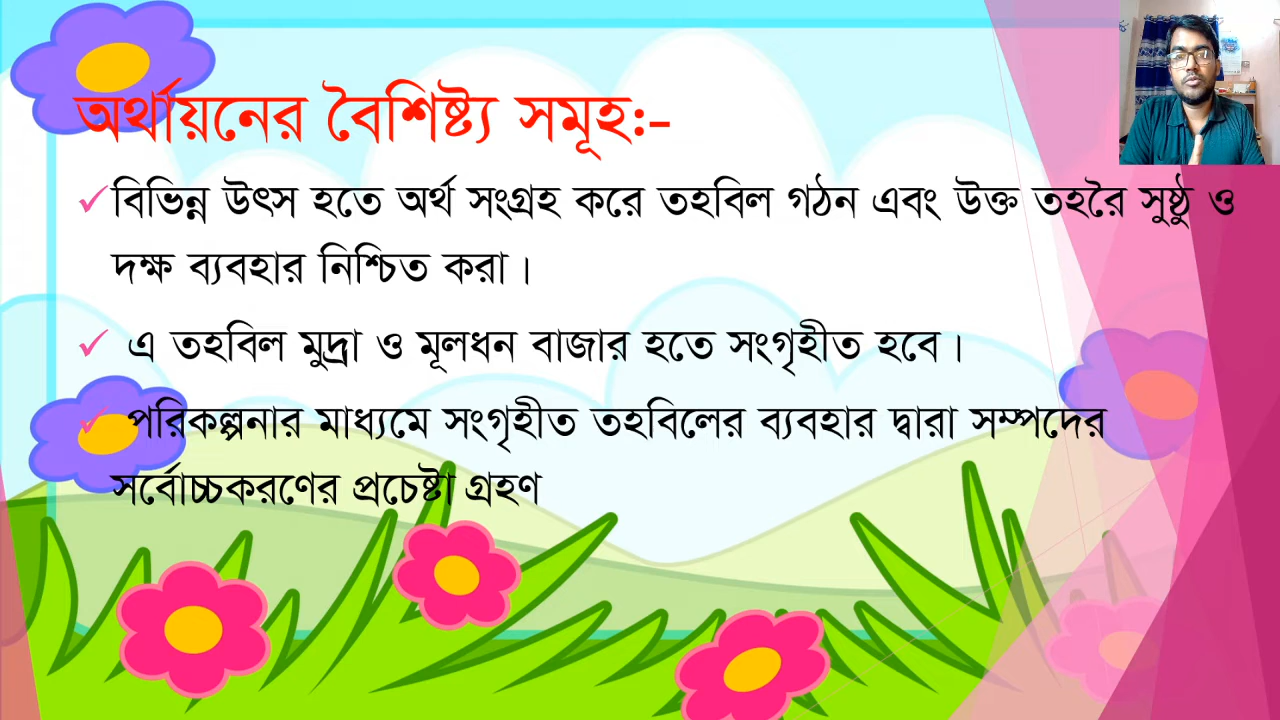 অর্থায়নের বৈশিষ্ট্য সমূহঃ-
বিভিন্ন উৎস হতে অর্থ সংগ্রহ করে তহবিল গঠন এবং উক্ত তহরৈ সুষ্ঠু ও
দক্ষ ব্যবহার নিশ্চিত করা।
এ তহবিল মুদ্রা ও মূলধন বাজার হতে সংগৃহীত হবে।
পরিকল্পনার মাধ্যমে সংগৃহীত তহবিলের ব্যবহার দ্বারা সম্পদের
সর্বোচ্চকরণের প্রচেষ্টা গ্রহণ